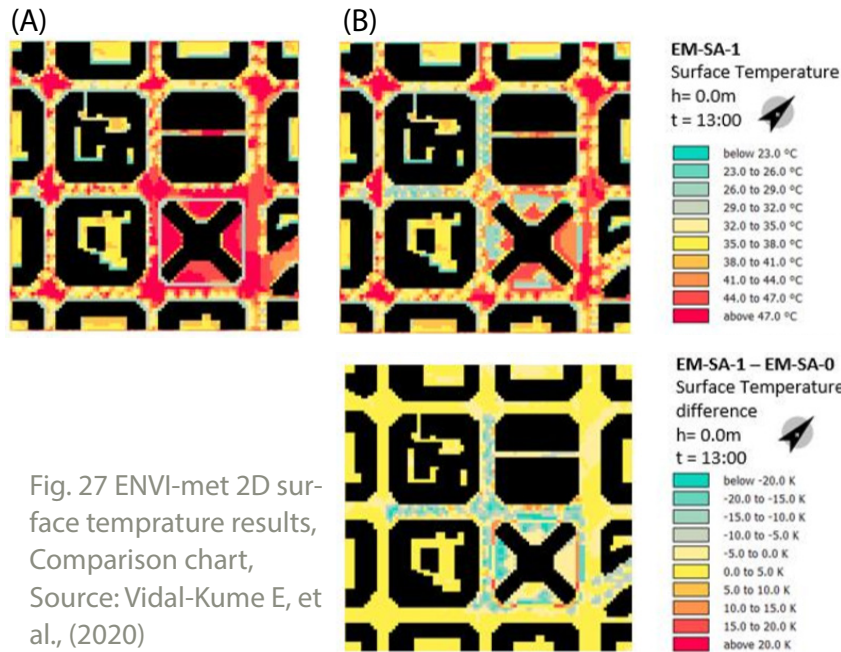 (A)
(B)
EM-SA-1
Surface Temperature
h= 0.0m
t = 13:00
below 23.0 °C
23.0 to 26.0 °C
26.0 to 29.0 °C
29.0 to 32.0 °C
32.0 to 35.0 °C
35.0 to 38.0 °C
38.0 to 41.0 °C
41.0 to 44.0 °C
44.0 to 47.0 °C
above 47.0 °C
EM-SA-1 – EM-SA-0
Surface Temperature
difference
h= 0.0m
t = 13:00
below -20.0 K
-20.0 to -15.0 K
-15.0 to -10.0 K
-10.0 to -5.0 K
-5.0 to 0.0 K
0.0 to 5.0 K
5.0 to 10.0 K
10.0 to 15.0 K
15.0 to 20.0 K
above 20.0 K
Fig. 27 ENVI-met 2D sur-
face temprature results,
Comparison chart,
Source: Vidal-Kume E, et
al., (2020)